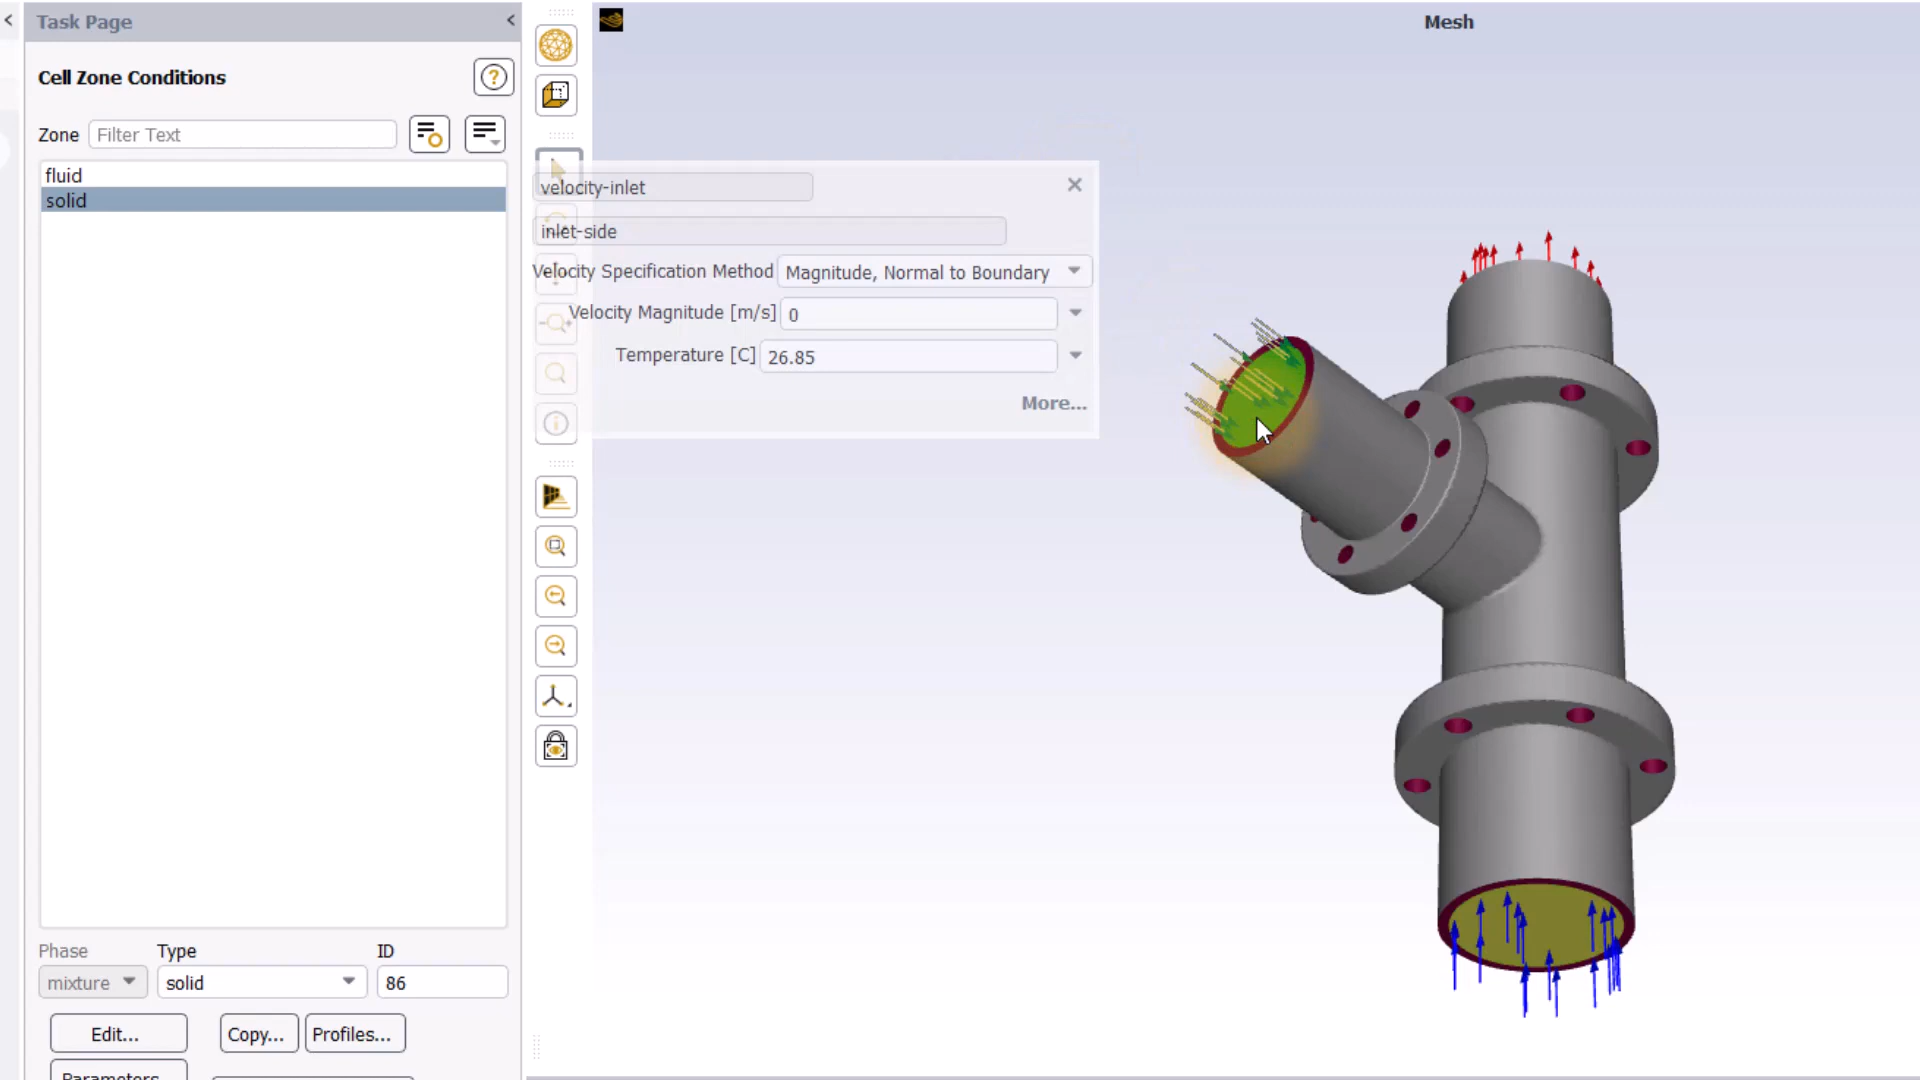 Task Page
Mesh
Cell Zone Conditions
Zone Filter Text
fluid
solid
velocity-inlet
inlet-side
Velocity Specification Method Magnitude, Normal to Boundary
Velocity Magnitude [m/s] 0
Temperature [C] 26.85
More...
Phase Type ID
mixture solid 86
Edit... Copy... Profiles...
Parameters...